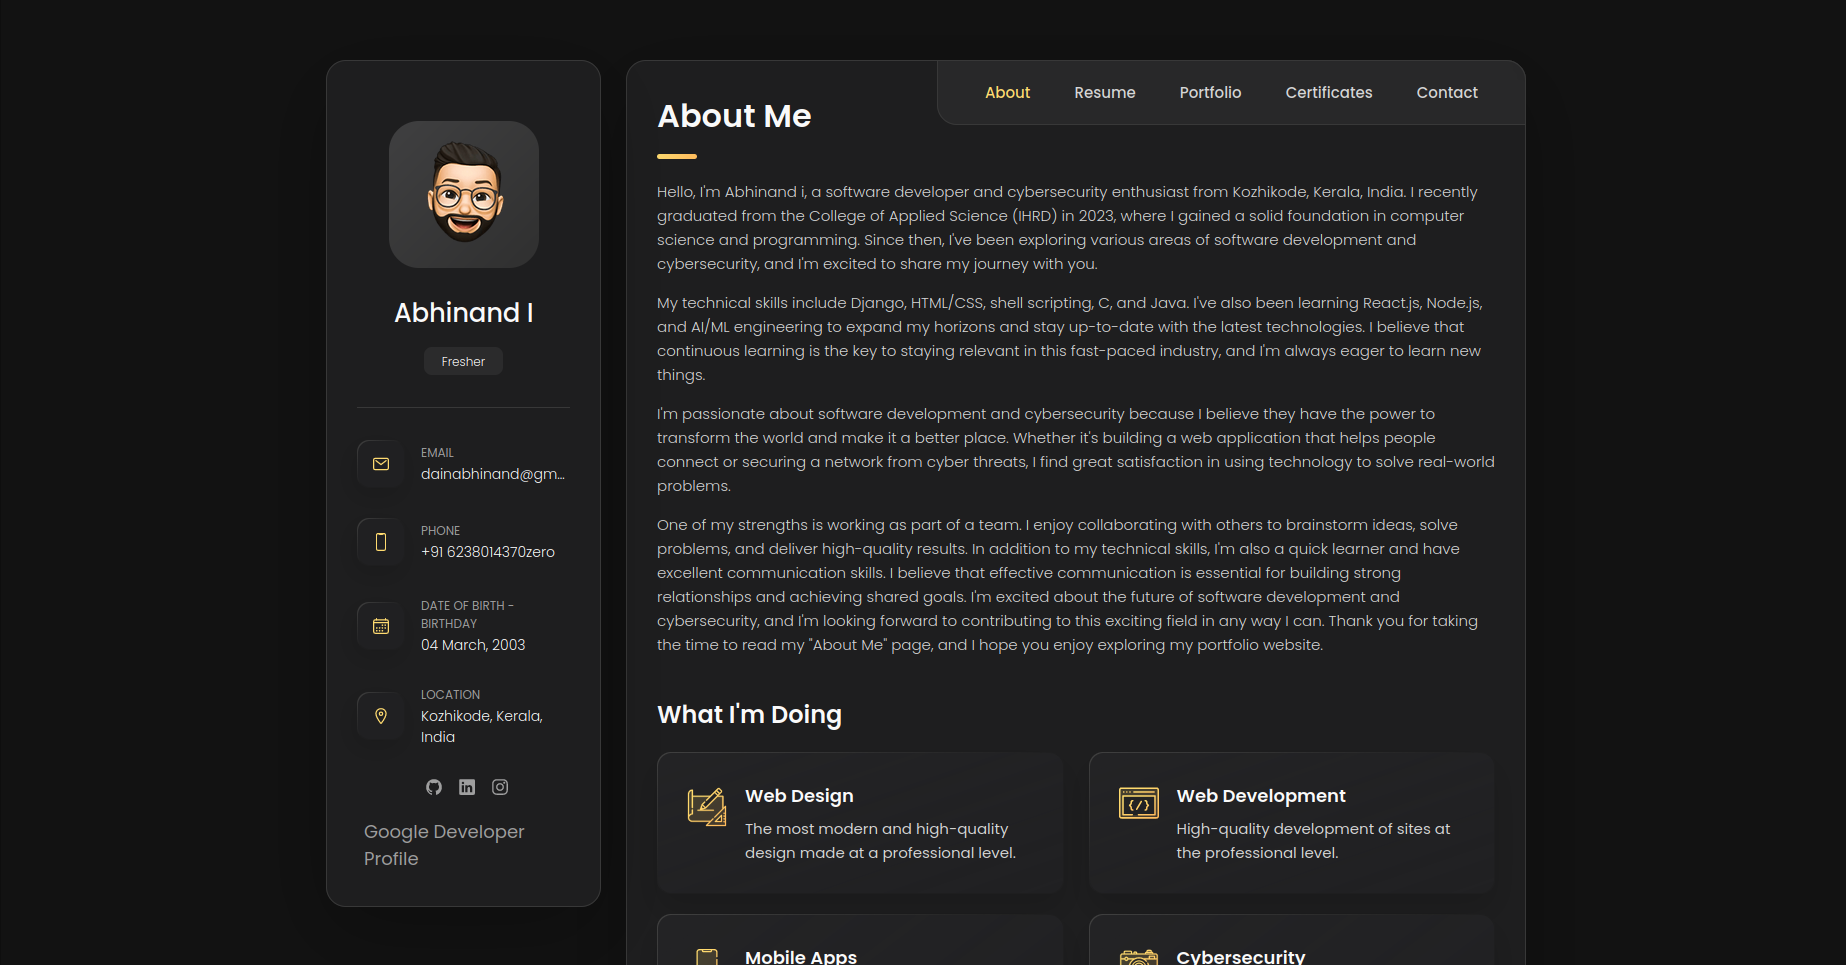 Abhinand I
Fresher
EMAIL
dainabhinand@gm...
PHONE
+91 6238014370zero
DATE OF BIRTH -
BIRTHDAY
04 March, 2003
LOCATION
Kozhikode, Kerala,
India
Google Developer
Profile
About Resume Portfolio Certificates Contact
About Me
Hello, I'm Abhinand i, a software developer and cybersecurity enthusiast from Kozhikode, Kerala, India. I recently
graduated from the College of Applied Science (IHRD) in 2023, where I gained a solid foundation in computer
science and programming. Since then, I've been exploring various areas of software development and
cybersecurity, and I'm excited to share my journey with you.
My technical skills include Django, HTML/CSS, shell scripting, C, and Java. I've also been learning React.js, Node.js,
and AI/ML engineering to expand my horizons and stay up-to-date with the latest technologies. I believe that
continuous learning is the key to staying relevant in this fast-paced industry, and I'm always eager to learn new
things.
I'm passionate about software development and cybersecurity because I believe they have the power to
transform the world and make it a better place. Whether it's building a web application that helps people
connect or securing a network from cyber threats, I find great satisfaction in using technology to solve real-world
problems.
One of my strengths is working as part of a team. I enjoy collaborating with others to brainstorm ideas, solve
problems, and deliver high-quality results. In addition to my technical skills, I'm also a quick learner and have
excellent communication skills. I believe that effective communication is essential for building strong
relationships and achieving shared goals. I'm excited about the future of software development and
cybersecurity, and I'm looking forward to contributing to this exciting field in any way I can. Thank you for taking
the time to read my "About Me" page, and I hope you enjoy exploring my portfolio website.
What I'm Doing
Web Design
The most modern and high-quality
design made at a professional level.
Web Development
High-quality development of sites at
the professional level.
Mobile Apps
Cybersecurity